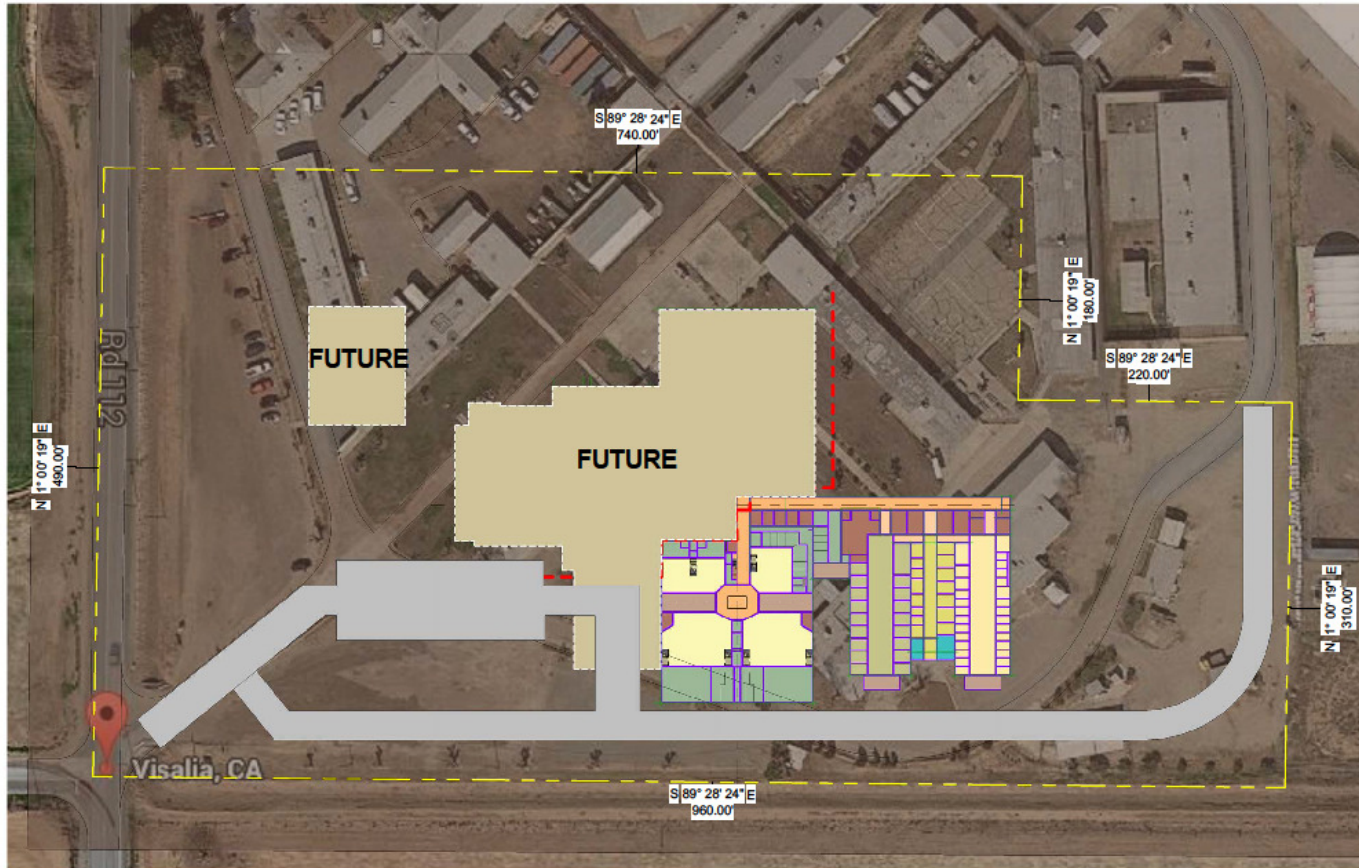 S 89° 28' 24" E
740.00'
N 1° 00' 19" E
180.00'
S 89° 28' 24" E
220.00'
FUTURE
Rd 112
FUTURE
N 1° 00' 19" E
490.00'
N 1° 00' 19" E
310.00'
Visalia, CA
S 89° 28' 24" E
960.00'